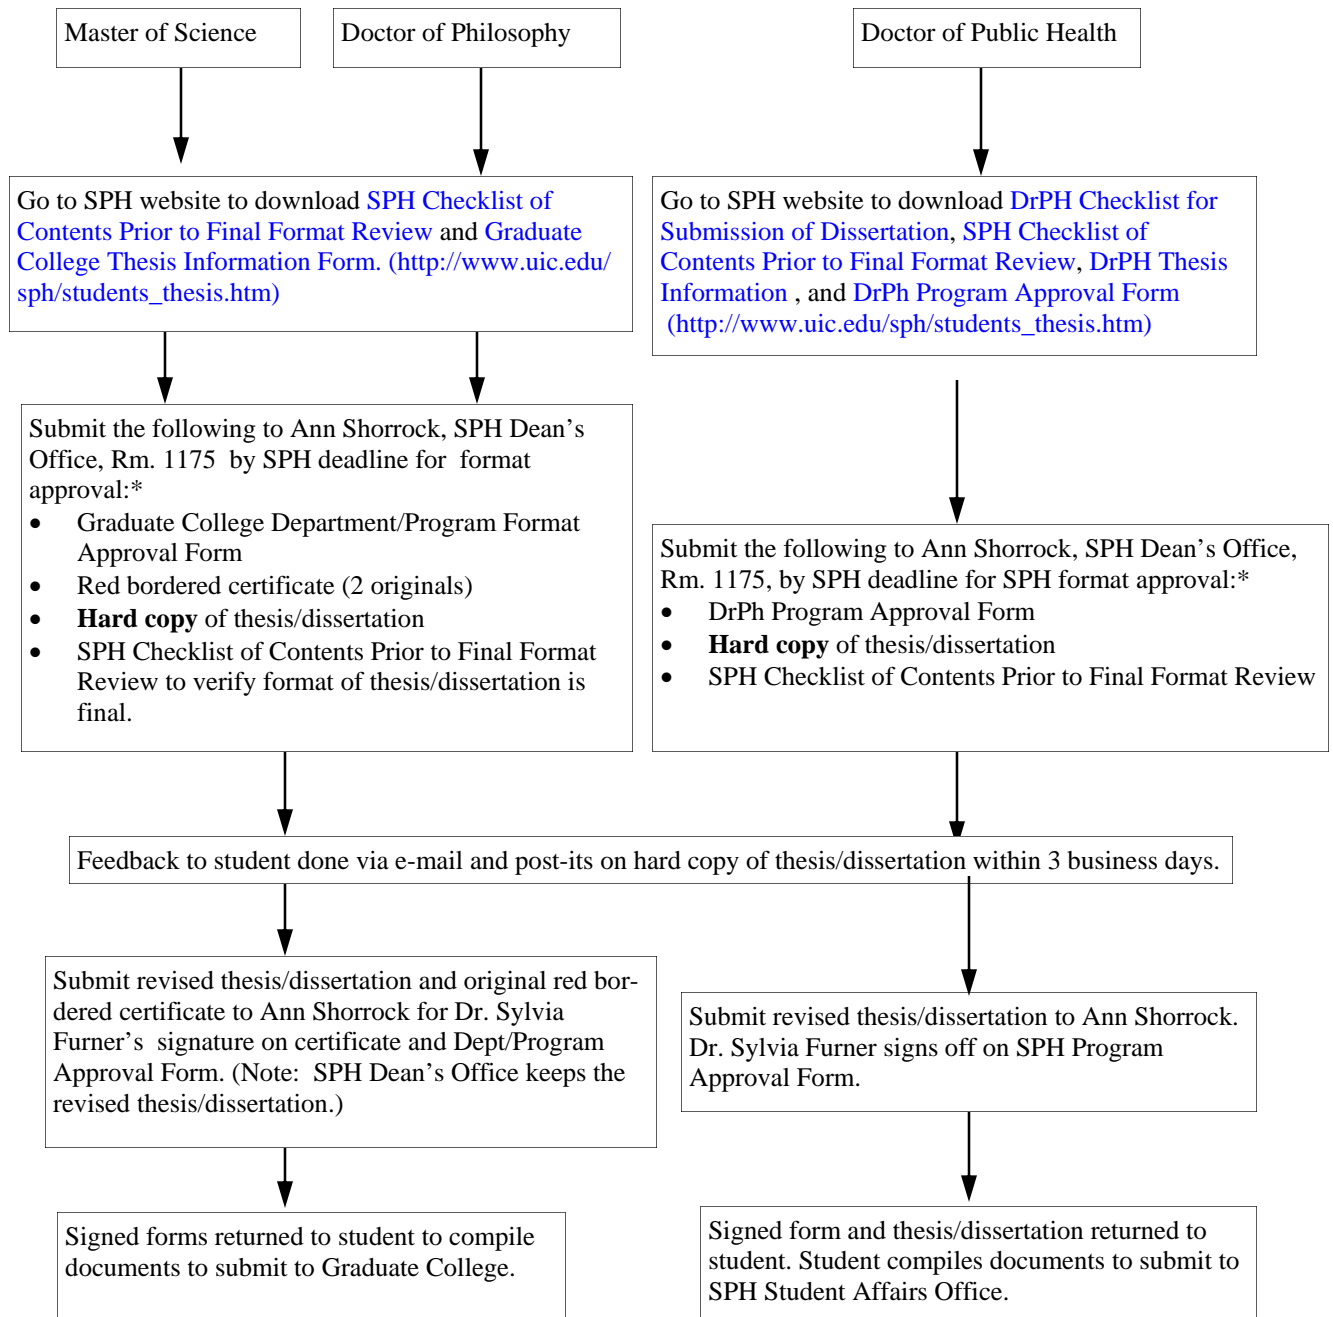 Master of Science
Doctor of Philosophy
Doctor of Public Health
Go to SPH website to download SPH Checklist of
Contents Prior to Final Format Review and Graduate
College Thesis Information Form. (http://www.uic.edu/
sph/students_thesis.htm)
Go to SPH website to download DrPH Checklist for
Submission of Dissertation, SPH Checklist of
Contents Prior to Final Format Review, DrPH Thesis
Information , and DrPh Program Approval Form
(http://www.uic.edu/sph/students_thesis.htm)
Submit the following to Ann Shorrock, SPH Dean’s
Office, Rm. 1175 by SPH deadline for format
approval:*
• Graduate College Department/Program Format
Approval Form
• Red bordered certificate (2 originals)
• Hard copy of thesis/dissertation
• SPH Checklist of Contents Prior to Final Format
Review to verify format of thesis/dissertation is
final.
Submit the following to Ann Shorrock, SPH Dean’s Office,
Rm. 1175, by SPH deadline for SPH format approval:*
• DrPh Program Approval Form
• Hard copy of thesis/dissertation
• SPH Checklist of Contents Prior to Final Format Review
Feedback to student done via e-mail and post-its on hard copy of thesis/dissertation within 3 business days.
Submit revised thesis/dissertation and original red bor-
dered certificate to Ann Shorrock for Dr. Sylvia
Furner’s signature on certificate and Dept/Program
Approval Form. (Note: SPH Dean’s Office keeps the
revised thesis/dissertation.)
Submit revised thesis/dissertation to Ann Shorrock.
Dr. Sylvia Furner signs off on SPH Program
Approval Form.
Signed forms returned to student to compile
documents to submit to Graduate College.
Signed form and thesis/dissertation returned to
student. Student compiles documents to submit to
SPH Student Affairs Office.